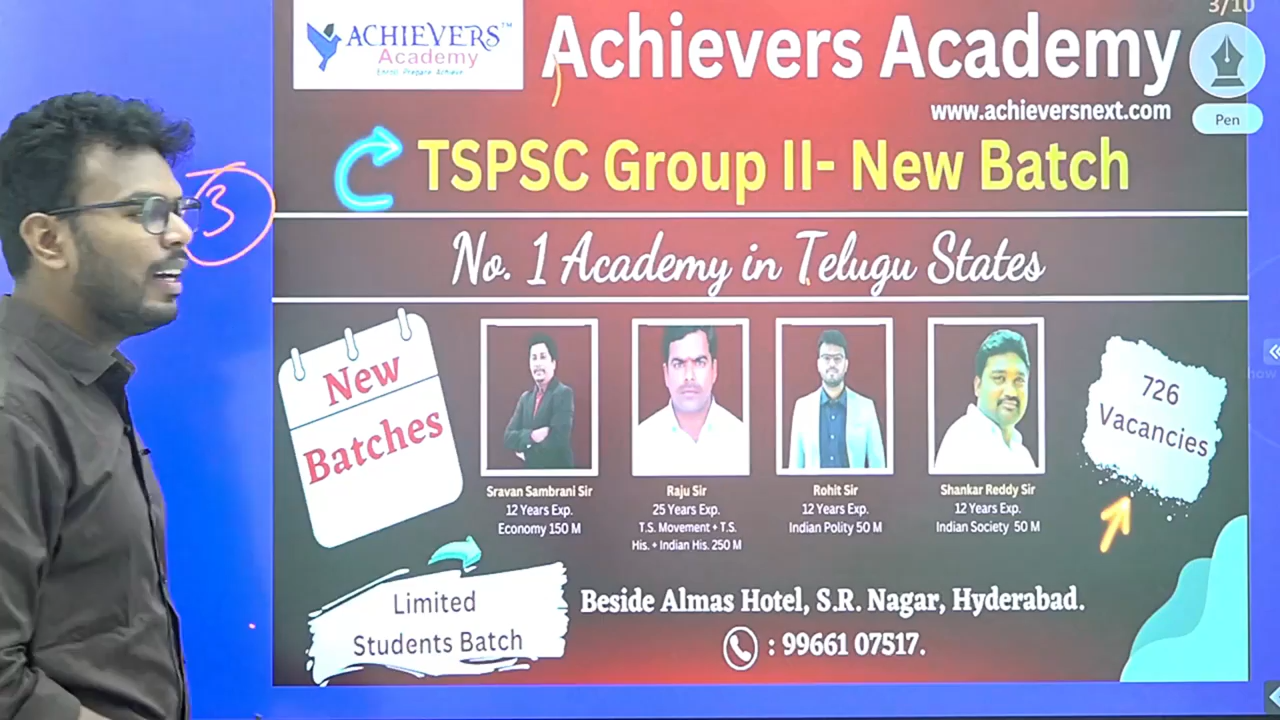 3/10
ACHIEVERS™
Academy
Enroll. Prepare. Achieve
Achievers Academy
www.achieversnext.com
Pen
TSPSC Group II- New Batch
3
No. 1 Academy in Telugu States
New
Batches
726
Vacancies
Sravan Sambrani Sir
12 Years Exp.
Economy 150 M
Raju Sir
25 Years Exp.
T.S. Movement + T.S.
His. + Indian His. 250 M
Rohit Sir
12 Years Exp.
Indian Polity 50 M
Shankar Reddy Sir
12 Years Exp.
Indian Society 50 M
Limited
Students Batch
Beside Almas Hotel, S.R. Nagar, Hyderabad.
: 99661 07517.